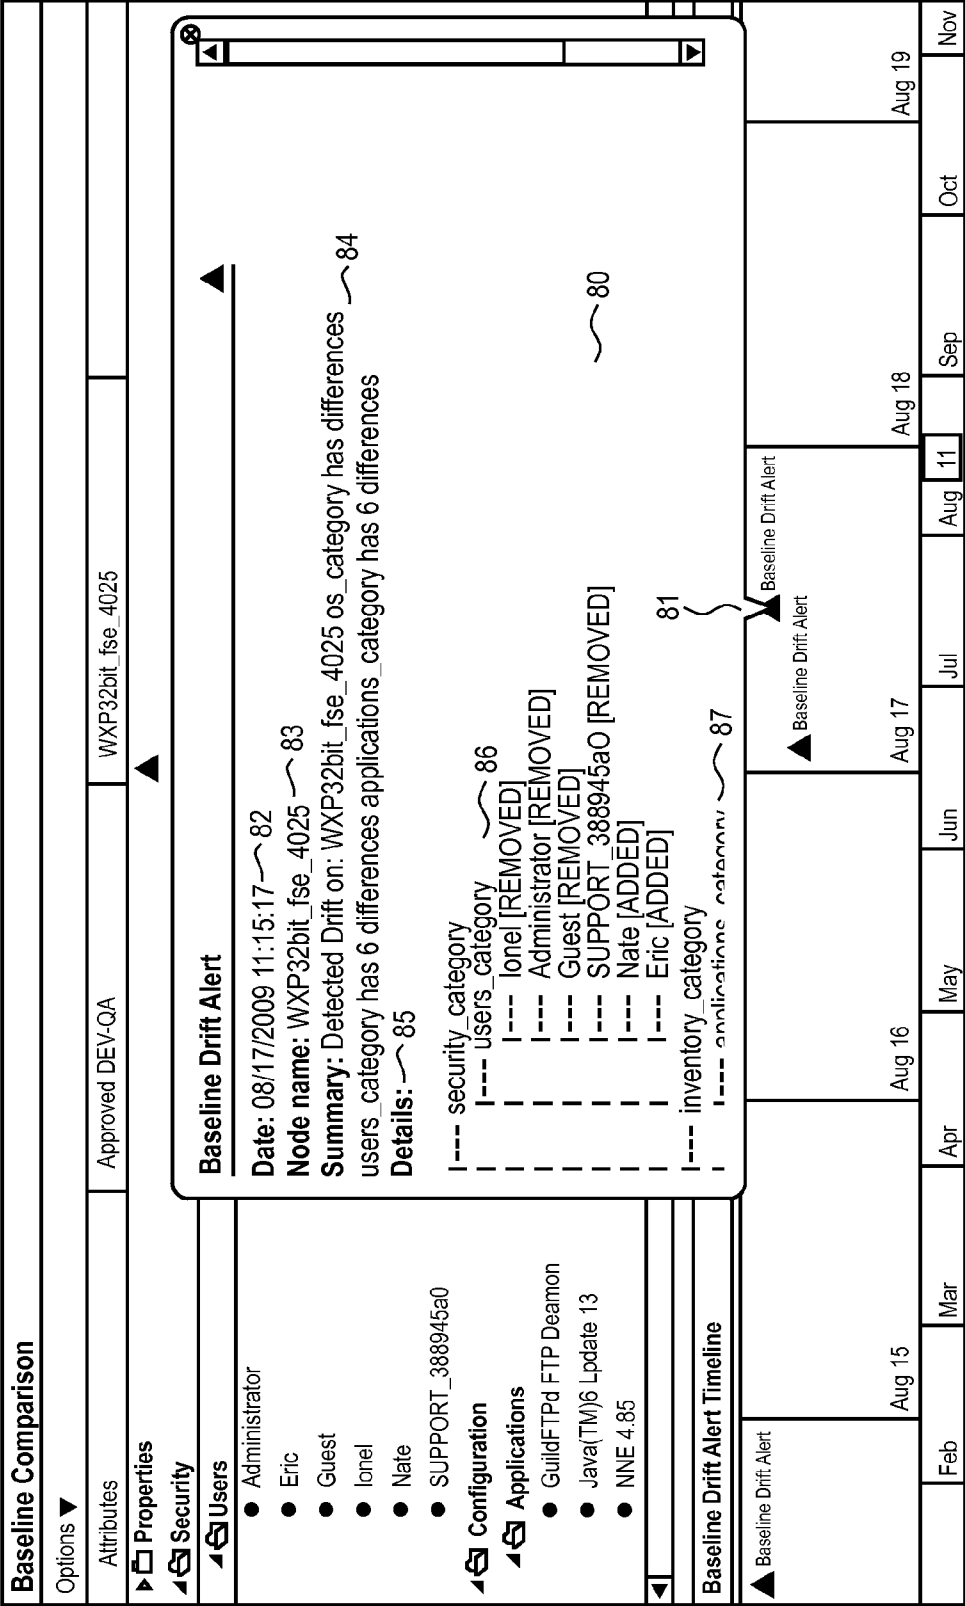 Baseline Comparison
Options
Attributes
Approved DEV-QA
WXP32bit_fse_4025
Properties
Security
Users
Administrator
Eric
Guest
Ionel
Nate
SUPPORT_388945a0
Configuration
Applications
GuildFTPd FTP Deamon
Java(TM)6 Lpdate 13
NNE 4.85
Baseline Drift Alert
Date: 08/17/2009 11:15:17 82
Node name: WXP32bit_fse_4025 83
Summary: Detected Drift on: WXP32bit_fse_4025 os_category has differences 84
users_category has 6 differences applications_category has 6 differences
Details: 85
security_category
users_category 86
Ionel [REMOVED]
Administrator [REMOVED]
Guest [REMOVED]
SUPPORT_388945aO [REMOVED]
Nate [ADDED]
Eric [ADDED]
inventory_category
applications_category 87
80
81
Baseline Drift Alert Timeline
Baseline Drift Alert
Baseline Drift Alert
Baseline Drift Alert
Aug 15
Aug 16
Aug 17
Aug 18
Aug 19
Feb
Mar
Apr
May
Jun
Jul
Aug
11
Sep
Oct
Nov